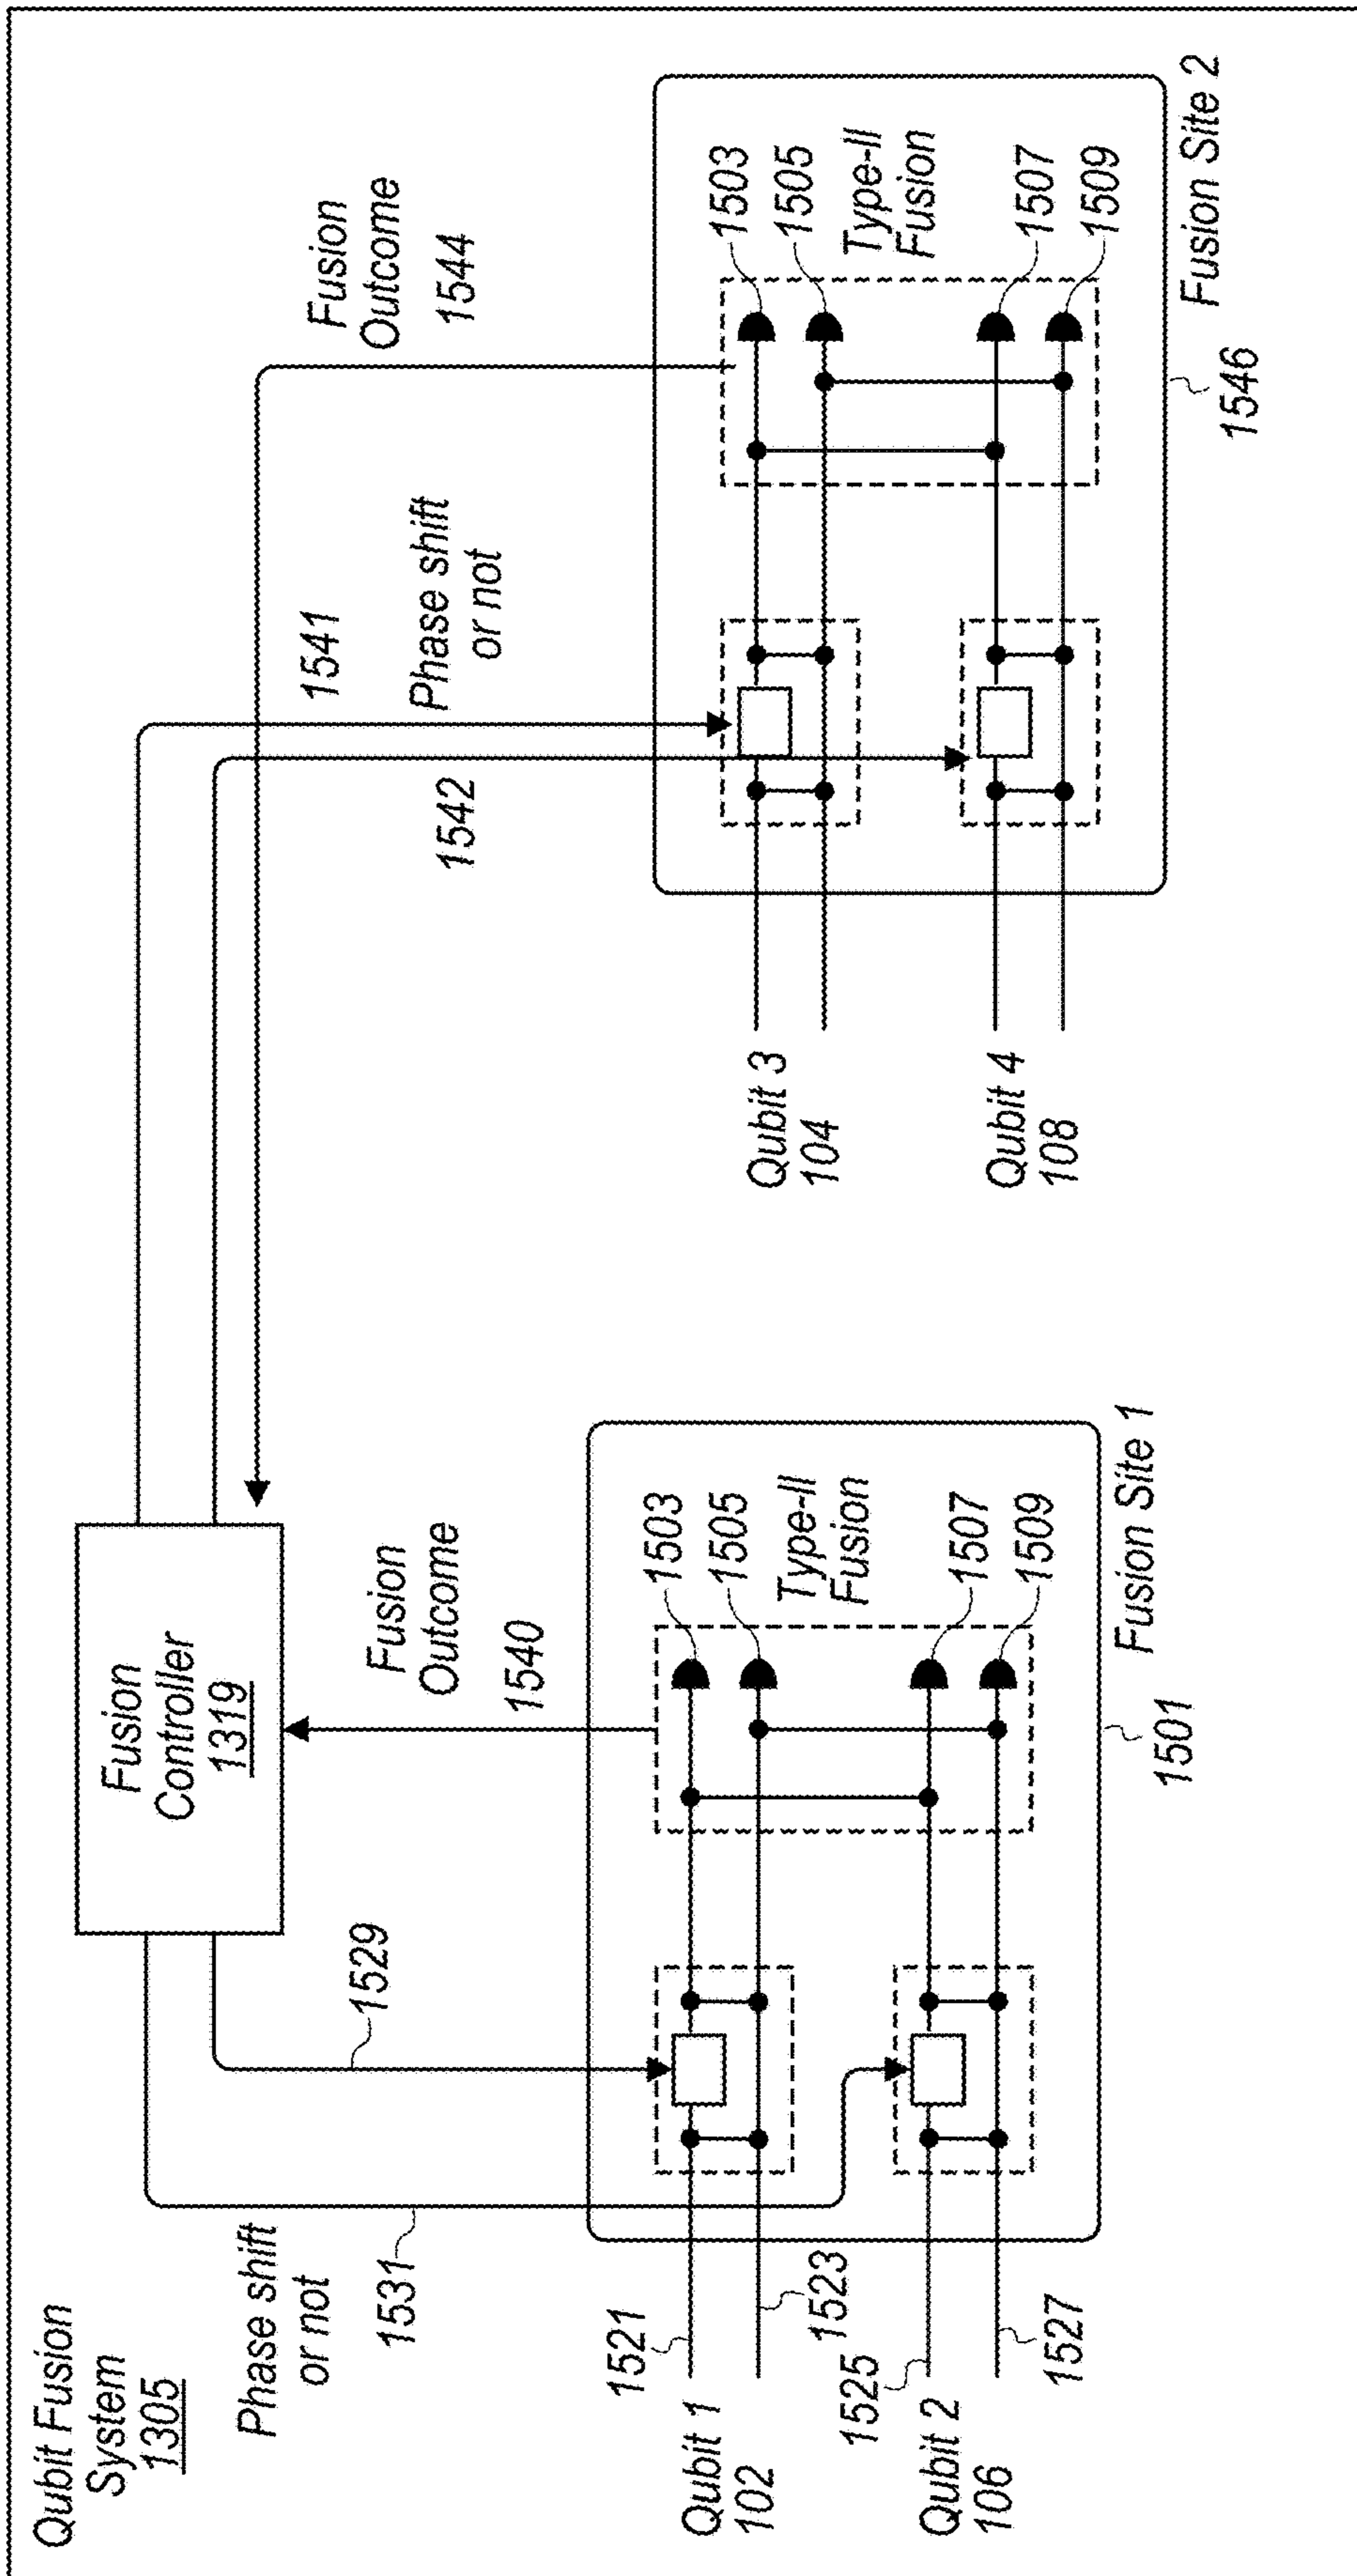 Qubit Fusion
System
1305
Fusion
Controller
1319
Phase shift
or not
1531
1529
Fusion
Outcome
1540
1541
1542
Phase shift
or not
Fusion
Outcome
1544
1521
Qubit 1
102
1523
1525
Qubit 2
106
1527
1503
1505
Type-II
Fusion
1507
1509
Fusion Site 1
1501
Qubit 3
104
Qubit 4
108
1503
1505
Type-II
Fusion
1507
1509
Fusion Site 2
1546